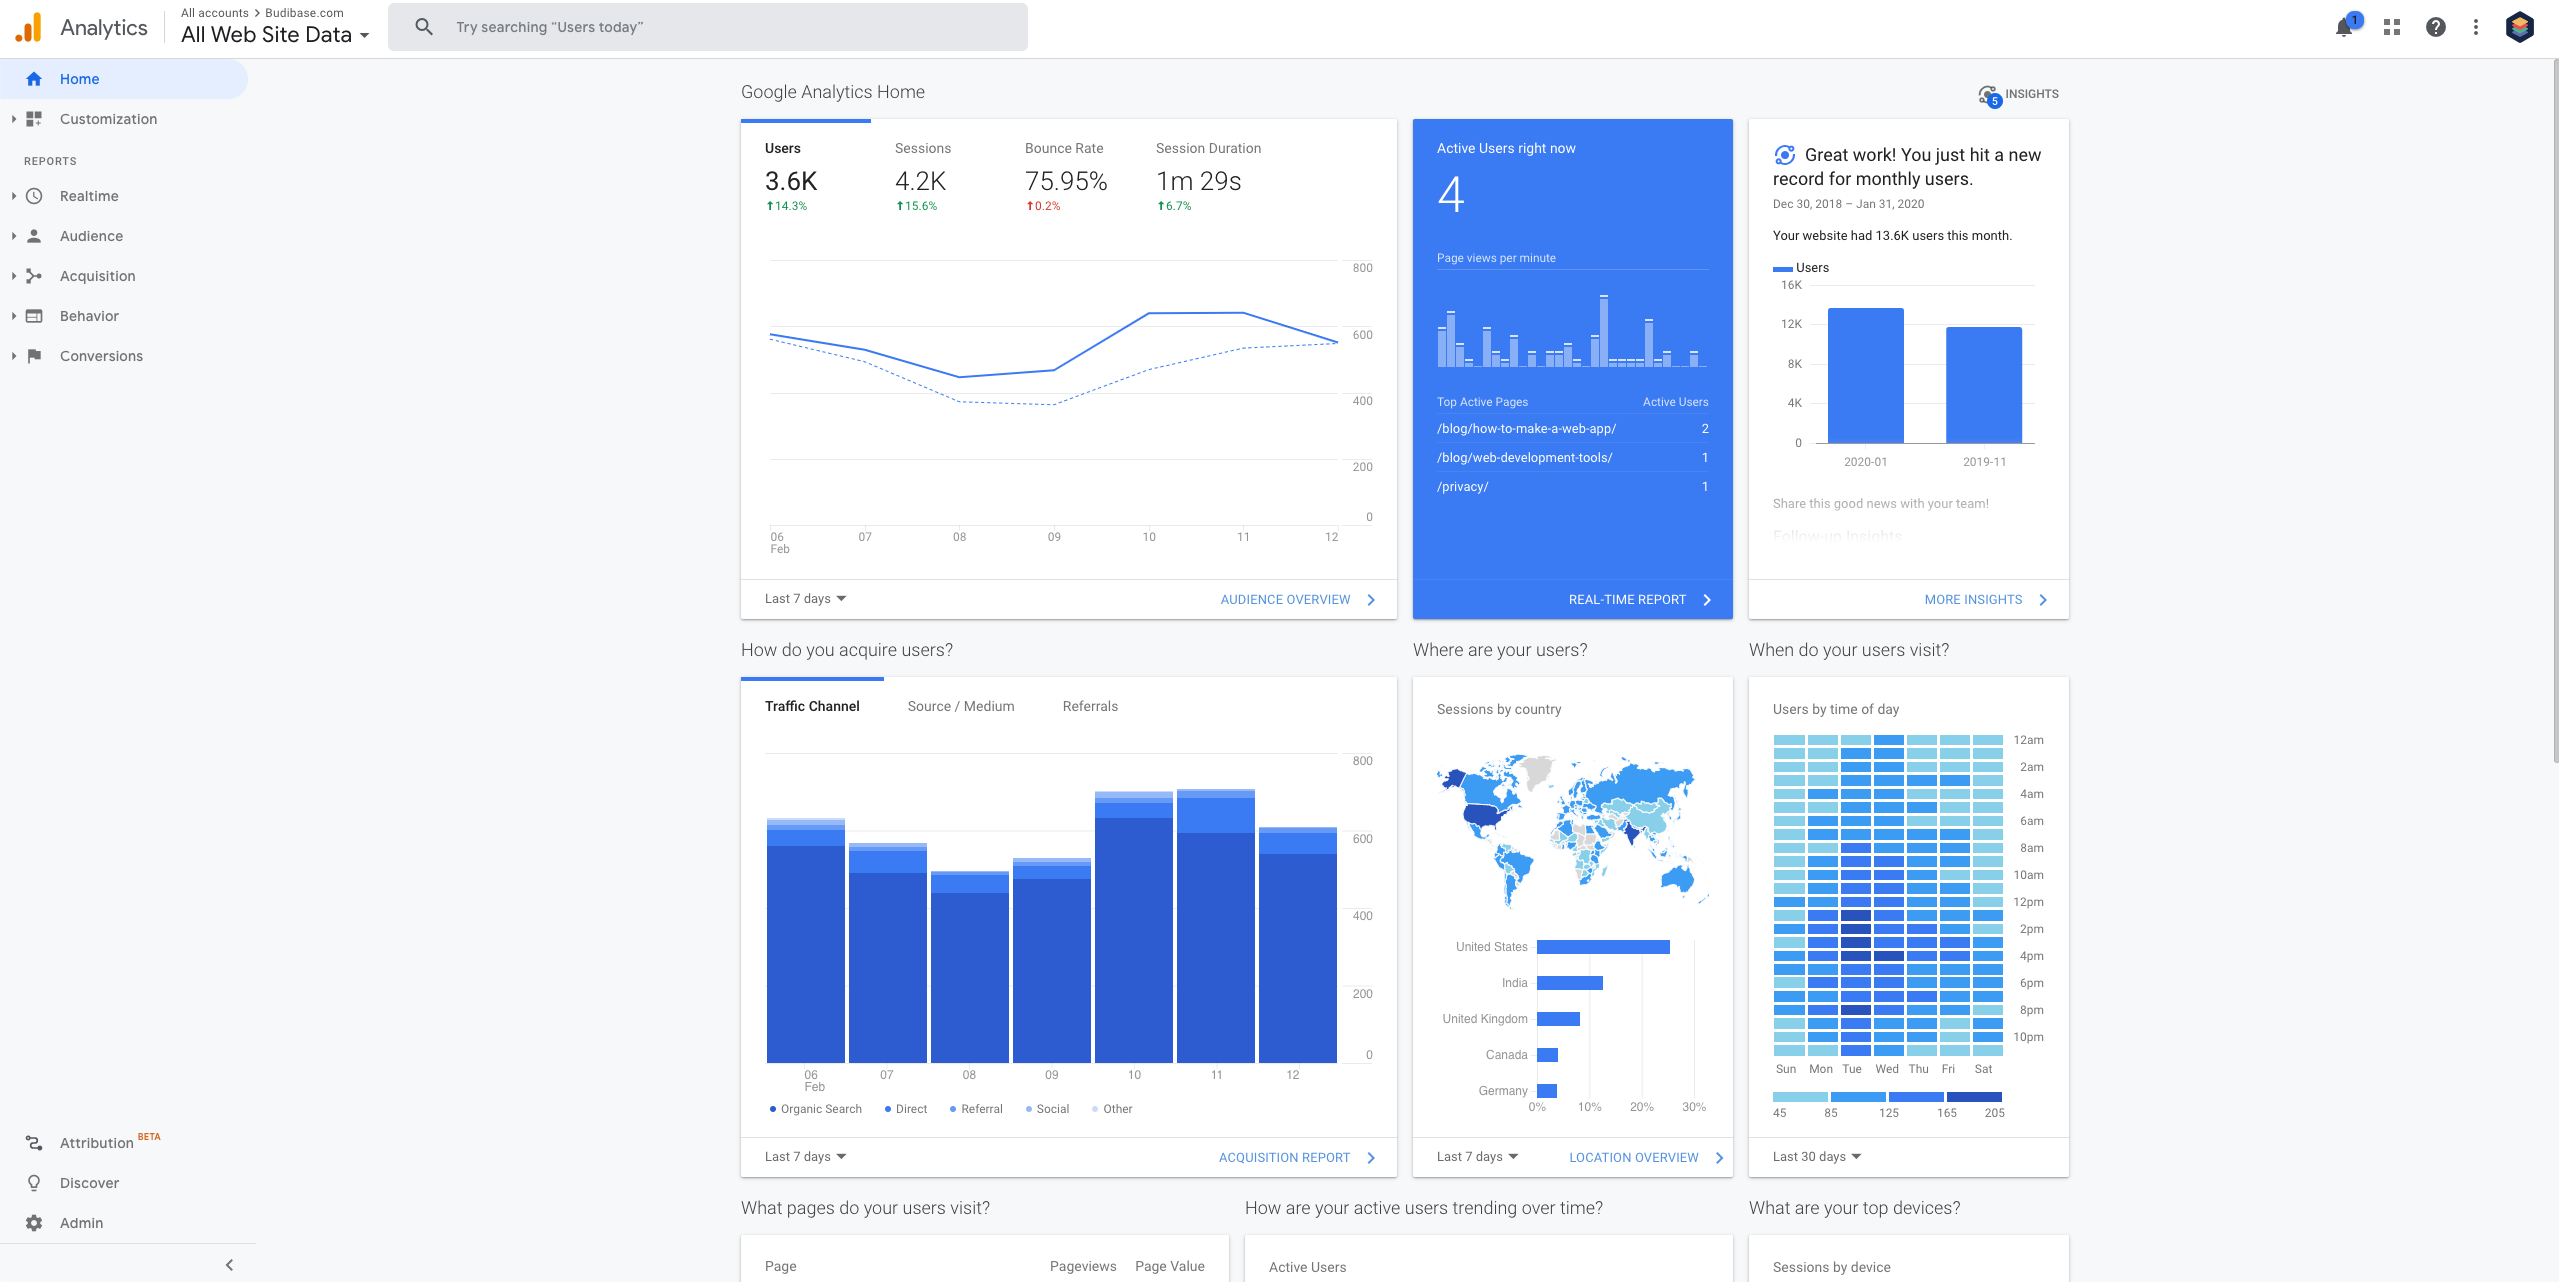 Analytics
All accounts > Budibase.com
All Web Site Data
Try searching “Users today”
1
Home
Customization
REPORTS
Realtime
Audience
Acquisition
Behavior
Conversions
Attribution BETA
Discover
Admin
Google Analytics Home
5 INSIGHTS
Users Sessions Bounce Rate Session Duration
3.6K 4.2K 75.95% 1m 29s
14.3% 15.6% 0.2% 6.7%
800
600
400
200
0
06 07 08 09 10 11 12
Feb
Last 7 days AUDIENCE OVERVIEW
Active Users right now
4
Page views per minute
Top Active Pages Active Users
/blog/how-to-make-a-web-app/ 2
/blog/web-development-tools/ 1
/privacy/ 1
REAL-TIME REPORT
Great work! You just hit a new
record for monthly users.
Dec 30, 2018 – Jan 31, 2020
Your website had 13.6K users this month.
Users
16K
12K
8K
4K
0
2020-01 2019-11
Share this good news with your team!
Follow-up Insights
MORE INSIGHTS
How do you acquire users?
Traffic Channel Source / Medium Referrals
800
600
400
200
0
06 07 08 09 10 11 12
Feb
Organic Search Direct Referral Social Other
Last 7 days ACQUISITION REPORT
Where are your users?
Sessions by country
United States
India
United Kingdom
Canada
Germany
0% 10% 20% 30%
Last 7 days LOCATION OVERVIEW
When do your users visit?
Users by time of day
12am
2am
4am
6am
8am
10am
12pm
2pm
4pm
6pm
8pm
10pm
Sun Mon Tue Wed Thu Fri Sat
45 85 125 165 205
Last 30 days
What pages do your users visit?
Page Pageviews Page Value
How are your active users trending over time?
Active Users
What are your top devices?
Sessions by device